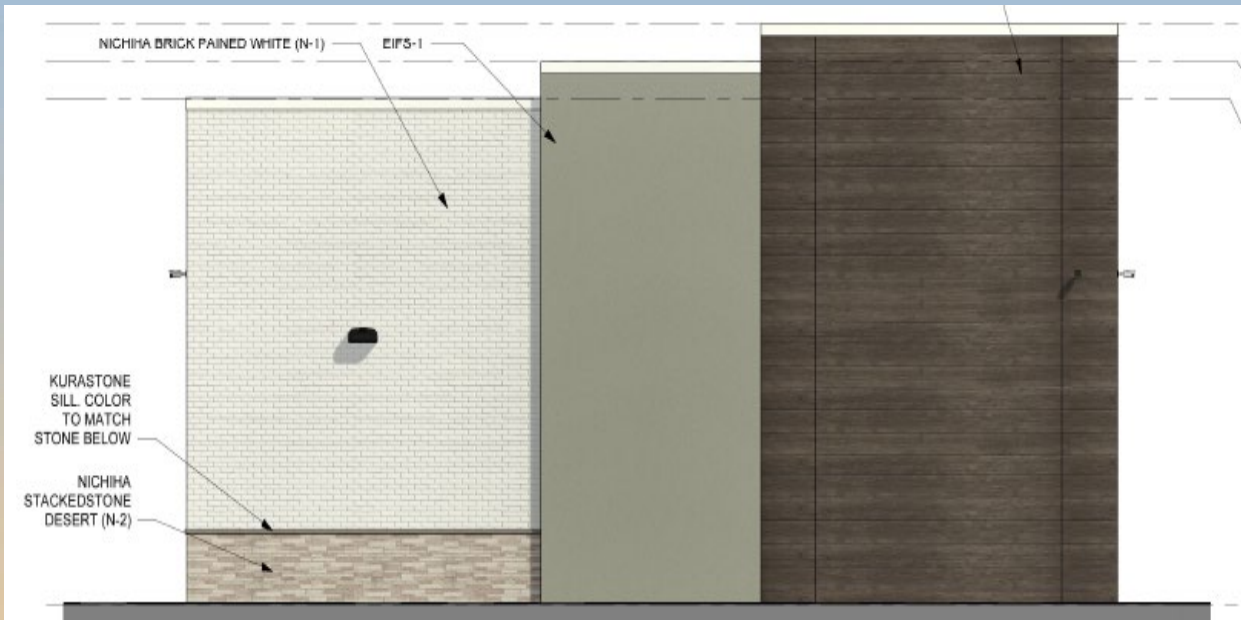 NICHIHA BRICK PAINED WHITE (N-1)
EIFS-1
KURASTONE
SILL. COLOR
TO MATCH
STONE BELOW
NICHIHA
STACKEDSTONE
DESERT (N-2)